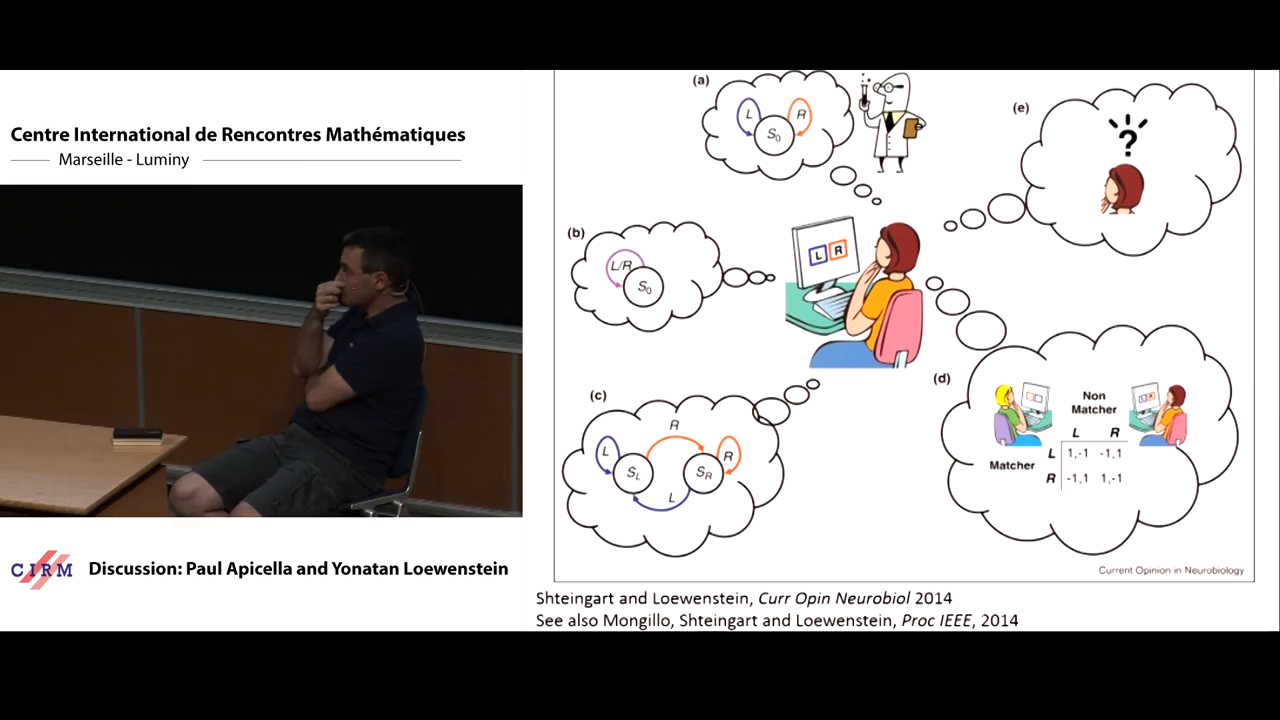 Centre International de Rencontres Mathématiques
Marseille - Luminy
CIRM
Discussion: Paul Apicella and Yonatan Loewenstein
(a)
L
R
S0
(b)
L/R
S0
(c)
R
L
R
SL
SR
L
L R
(e)
?
(d)
Non
Matcher
L R
Matcher
L 1,-1 -1,1
R -1,1 1,-1
Current Opinion in Neurobiology
Shteingart and Loewenstein, Curr Opin Neurobiol 2014
See also Mongillo, Shteingart and Loewenstein, Proc IEEE, 2014